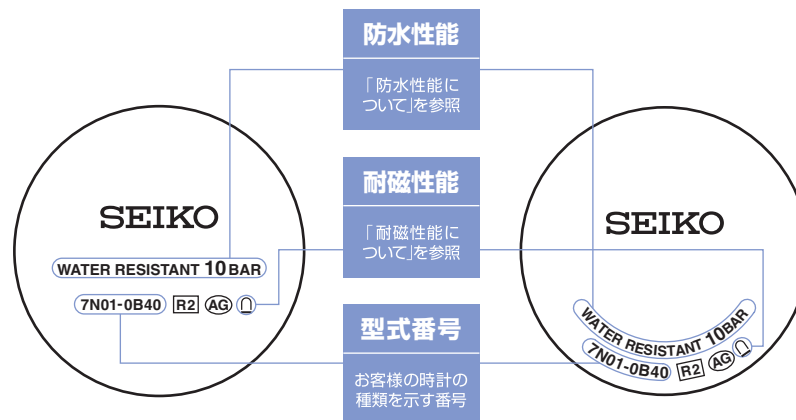 防水性能
「防水性能に
ついて」を参照
耐磁性能
「耐磁性能に
ついて」を参照
型式番号
お客様の時計の
種類を示す番号
SEIKO
WATER RESISTANT 10 BAR
7N01-0B40 R2 AG
SEIKO
WATER RESISTANT 10BAR
7N01-0B40 R2 AG